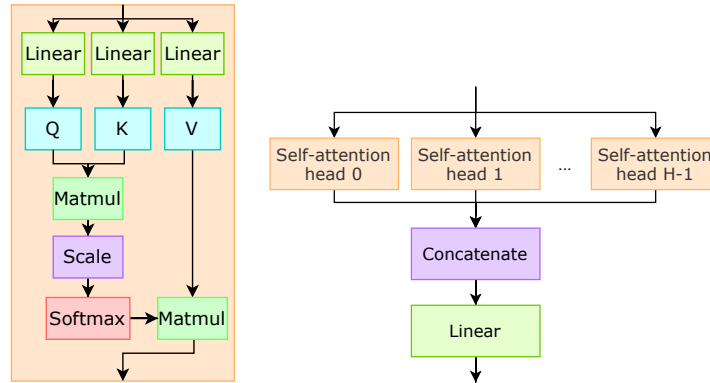 Linear
Linear
Linear
Q
K
V
Matmul
Scale
Softmax
Matmul
Self-attention
head 0
Self-attention
head 1
...
Self-attention
head H-1
Concatenate
Linear